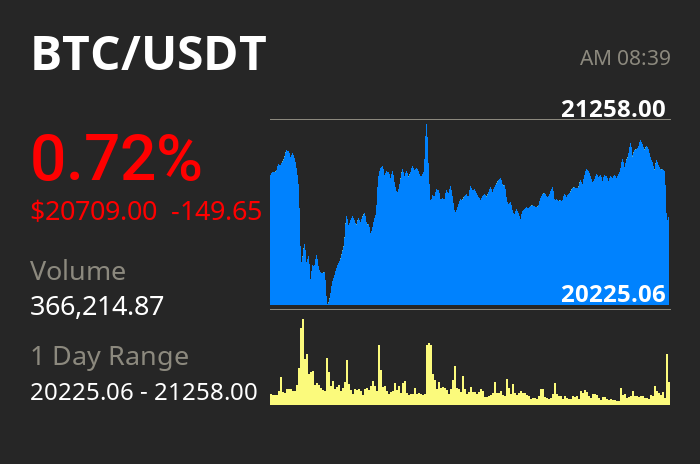 BTC/USDT
AM 08:39
21258.00
0.72%
$20709.00 -149.65
Volume
366,214.87
20225.06
1 Day Range
20225.06 - 21258.00